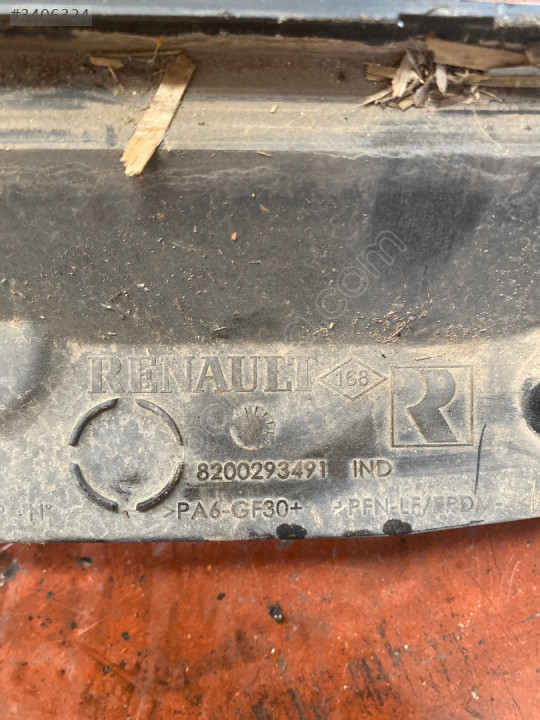 3406324
RENAULT 168 R
8200293491 IND
N°
PA6-GF30+